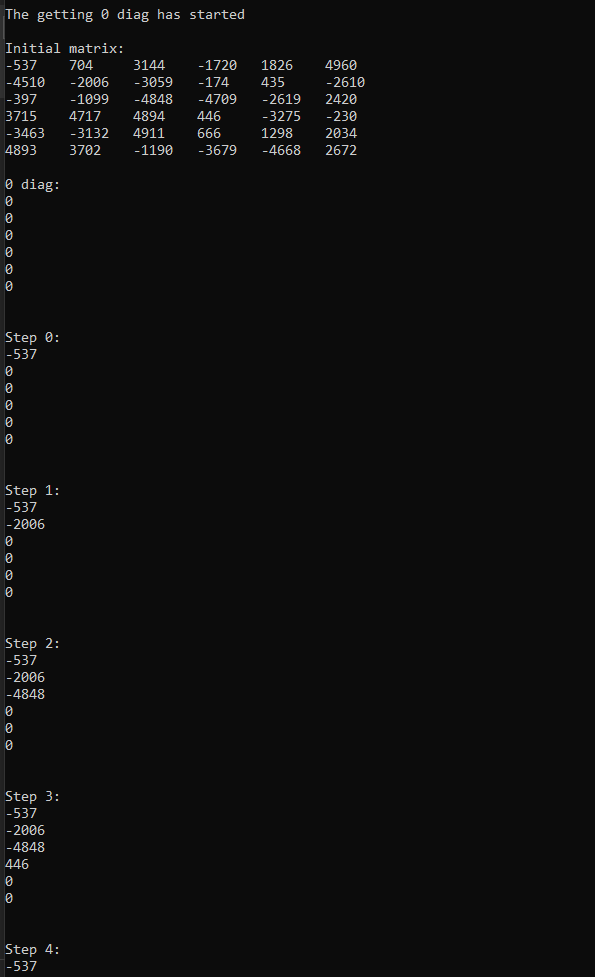 The getting 0 diag has started
Initial matrix:
-537 704 3144 -1720 1826 4960
-4510 -2006 -3059 -174 435 -2610
-397 -1099 -4848 -4709 -2619 2420
3715 4717 4894 446 -3275 -230
-3463 -3132 4911 666 1298 2034
4893 3702 -1190 -3679 -4668 2672
0 diag:
0
0
0
0
0
0
Step 0:
-537
0
0
0
0
0
Step 1:
-537
-2006
0
0
0
0
Step 2:
-537
-2006
-4848
0
0
0
Step 3:
-537
-2006
-4848
446
0
0
Step 4:
-537